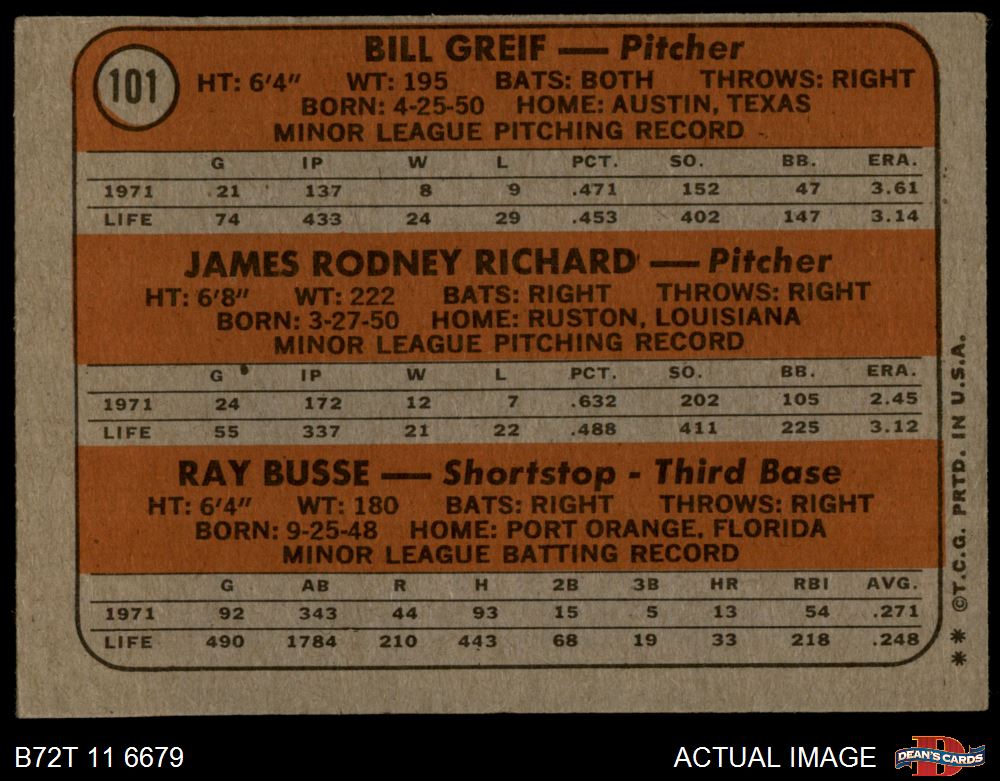 101
BILL GREIF — Pitcher
HT: 6'4" WT: 195 BATS: BOTH THROWS: RIGHT
BORN: 4-25-50 HOME: AUSTIN, TEXAS
MINOR LEAGUE PITCHING RECORD
G IP W L PCT. SO. BB. ERA.
1971 21 137 8 9 .471 152 47 3.61
LIFE 74 433 24 29 .453 402 147 3.14
JAMES RODNEY RICHARD — Pitcher
HT: 6'8" WT: 222 BATS: RIGHT THROWS: RIGHT
BORN: 3-27-50 HOME: RUSTON, LOUISIANA
MINOR LEAGUE PITCHING RECORD
G IP W L PCT. SO. BB. ERA.
1971 24 172 12 7 .632 202 105 2.45
LIFE 55 337 21 22 .488 411 225 3.12
RAY BUSSE — Shortstop - Third Base
HT: 6'4" WT: 180 BATS: RIGHT THROWS: RIGHT
BORN: 9-25-48 HOME: PORT ORANGE, FLORIDA
MINOR LEAGUE BATTING RECORD
G AB R H 2B 3B HR RBI AVG.
1971 92 343 44 93 15 5 13 54 .271
LIFE 490 1784 210 443 68 19 33 218 .248
** ©T.C.G. PRTD. IN U.S.A.
B72T 11 6679
ACTUAL IMAGE
D
DEAN'S CARDS